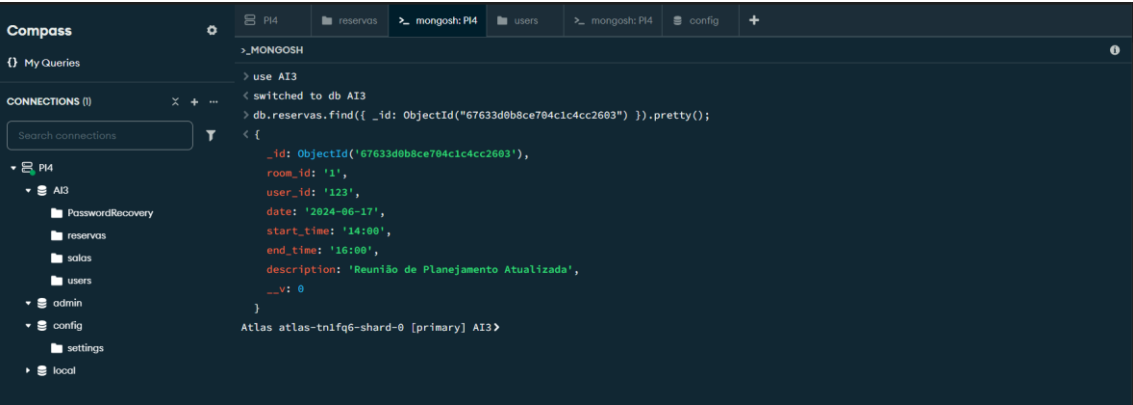 Compass
{} My Queries
CONNECTIONS (1)
Search connections
PI4
AI3
PasswordRecovery
reservas
salas
users
admin
config
settings
local
PI4 reservas >_ mongosh: PI4 users >_ mongosh: PI4 config +
>_MONGOSH
> use AI3
< switched to db AI3
> db.reservas.find({ _id: ObjectId("67633d0b8ce704c1c4cc2603") }).pretty();
< {
_id: ObjectId('67633d0b8ce704c1c4cc2603'),
room_id: '1',
user_id: '123',
date: '2024-06-17',
start_time: '14:00',
end_time: '16:00',
description: 'Reunião de Planejamento Atualizada',
__v: 0
}
Atlas atlas-tn1fq6-shard-0 [primary] AI3>